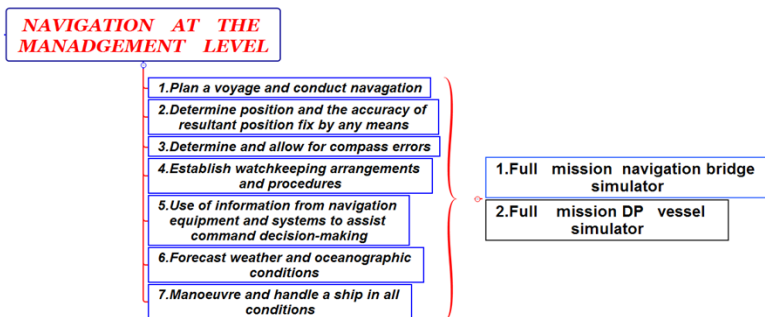 NAVIGATION AT THE
MANADGEMENT LEVEL
1.Plan a voyage and conduct navagation
2.Determine position and the accuracy of
resultant position fix by any means
3.Determine and allow for compass errors
4.Establish watchkeeping arrangements
and procedures
5.Use of information from navigation
equipment and systems to assist
command decision-making
6.Forecast weather and oceanographic
conditions
7.Manoeuvre and handle a ship in all
conditions
1.Full mission navigation bridge
simulator
2.Full mission DP vessel
simulator